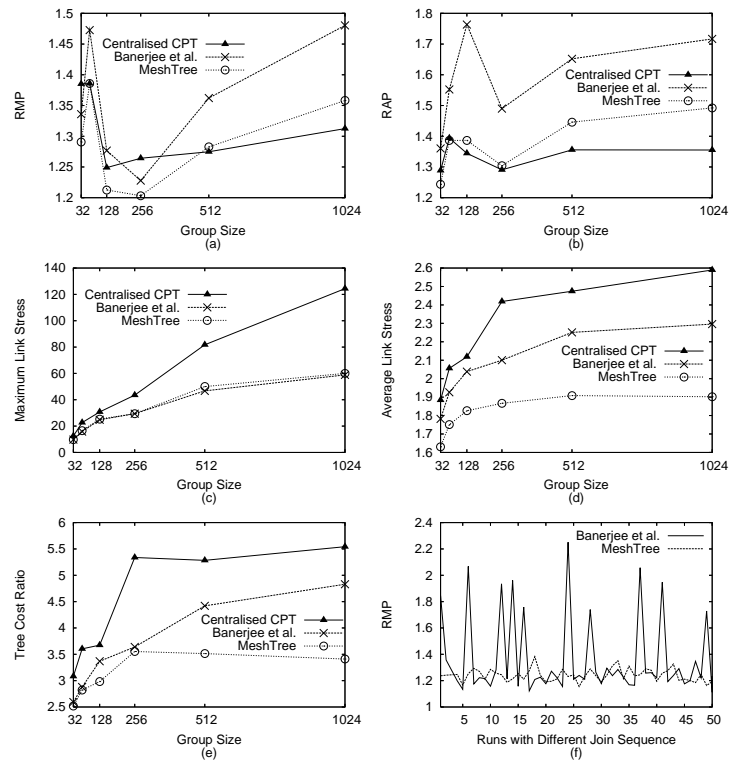 1.5
1.45
1.4
1.35
1.3
1.25
1.2
RMP
Centralised CPT
Banerjee et al.
MeshTree
32 128 256 512 1024
Group Size
(a)
1.8
1.7
1.6
1.5
1.4
1.3
1.2
RAP
Centralised CPT
Banerjee et al.
MeshTree
32 128 256 512 1024
Group Size
(b)
140
120
100
80
60
40
20
0
Maximum Link Stress
Centralised CPT
Banerjee et al.
MeshTree
32 128 256 512 1024
Group Size
(c)
2.6
2.5
2.4
2.3
2.2
2.1
2
1.9
1.8
1.7
1.6
Average Link Stress
Centralised CPT
Banerjee et al.
MeshTree
32 128 256 512 1024
Group Size
(d)
6
5.5
5
4.5
4
3.5
3
2.5
Tree Cost Ratio
Centralised CPT
Banerjee et al.
MeshTree
32 128 256 512 1024
Group Size
(e)
2.4
2.2
2
1.8
1.6
1.4
1.2
1
RMP
Banerjee et al.
MeshTree
5 10 15 20 25 30 35 40 45 50
Runs with Different Join Sequence
(f)